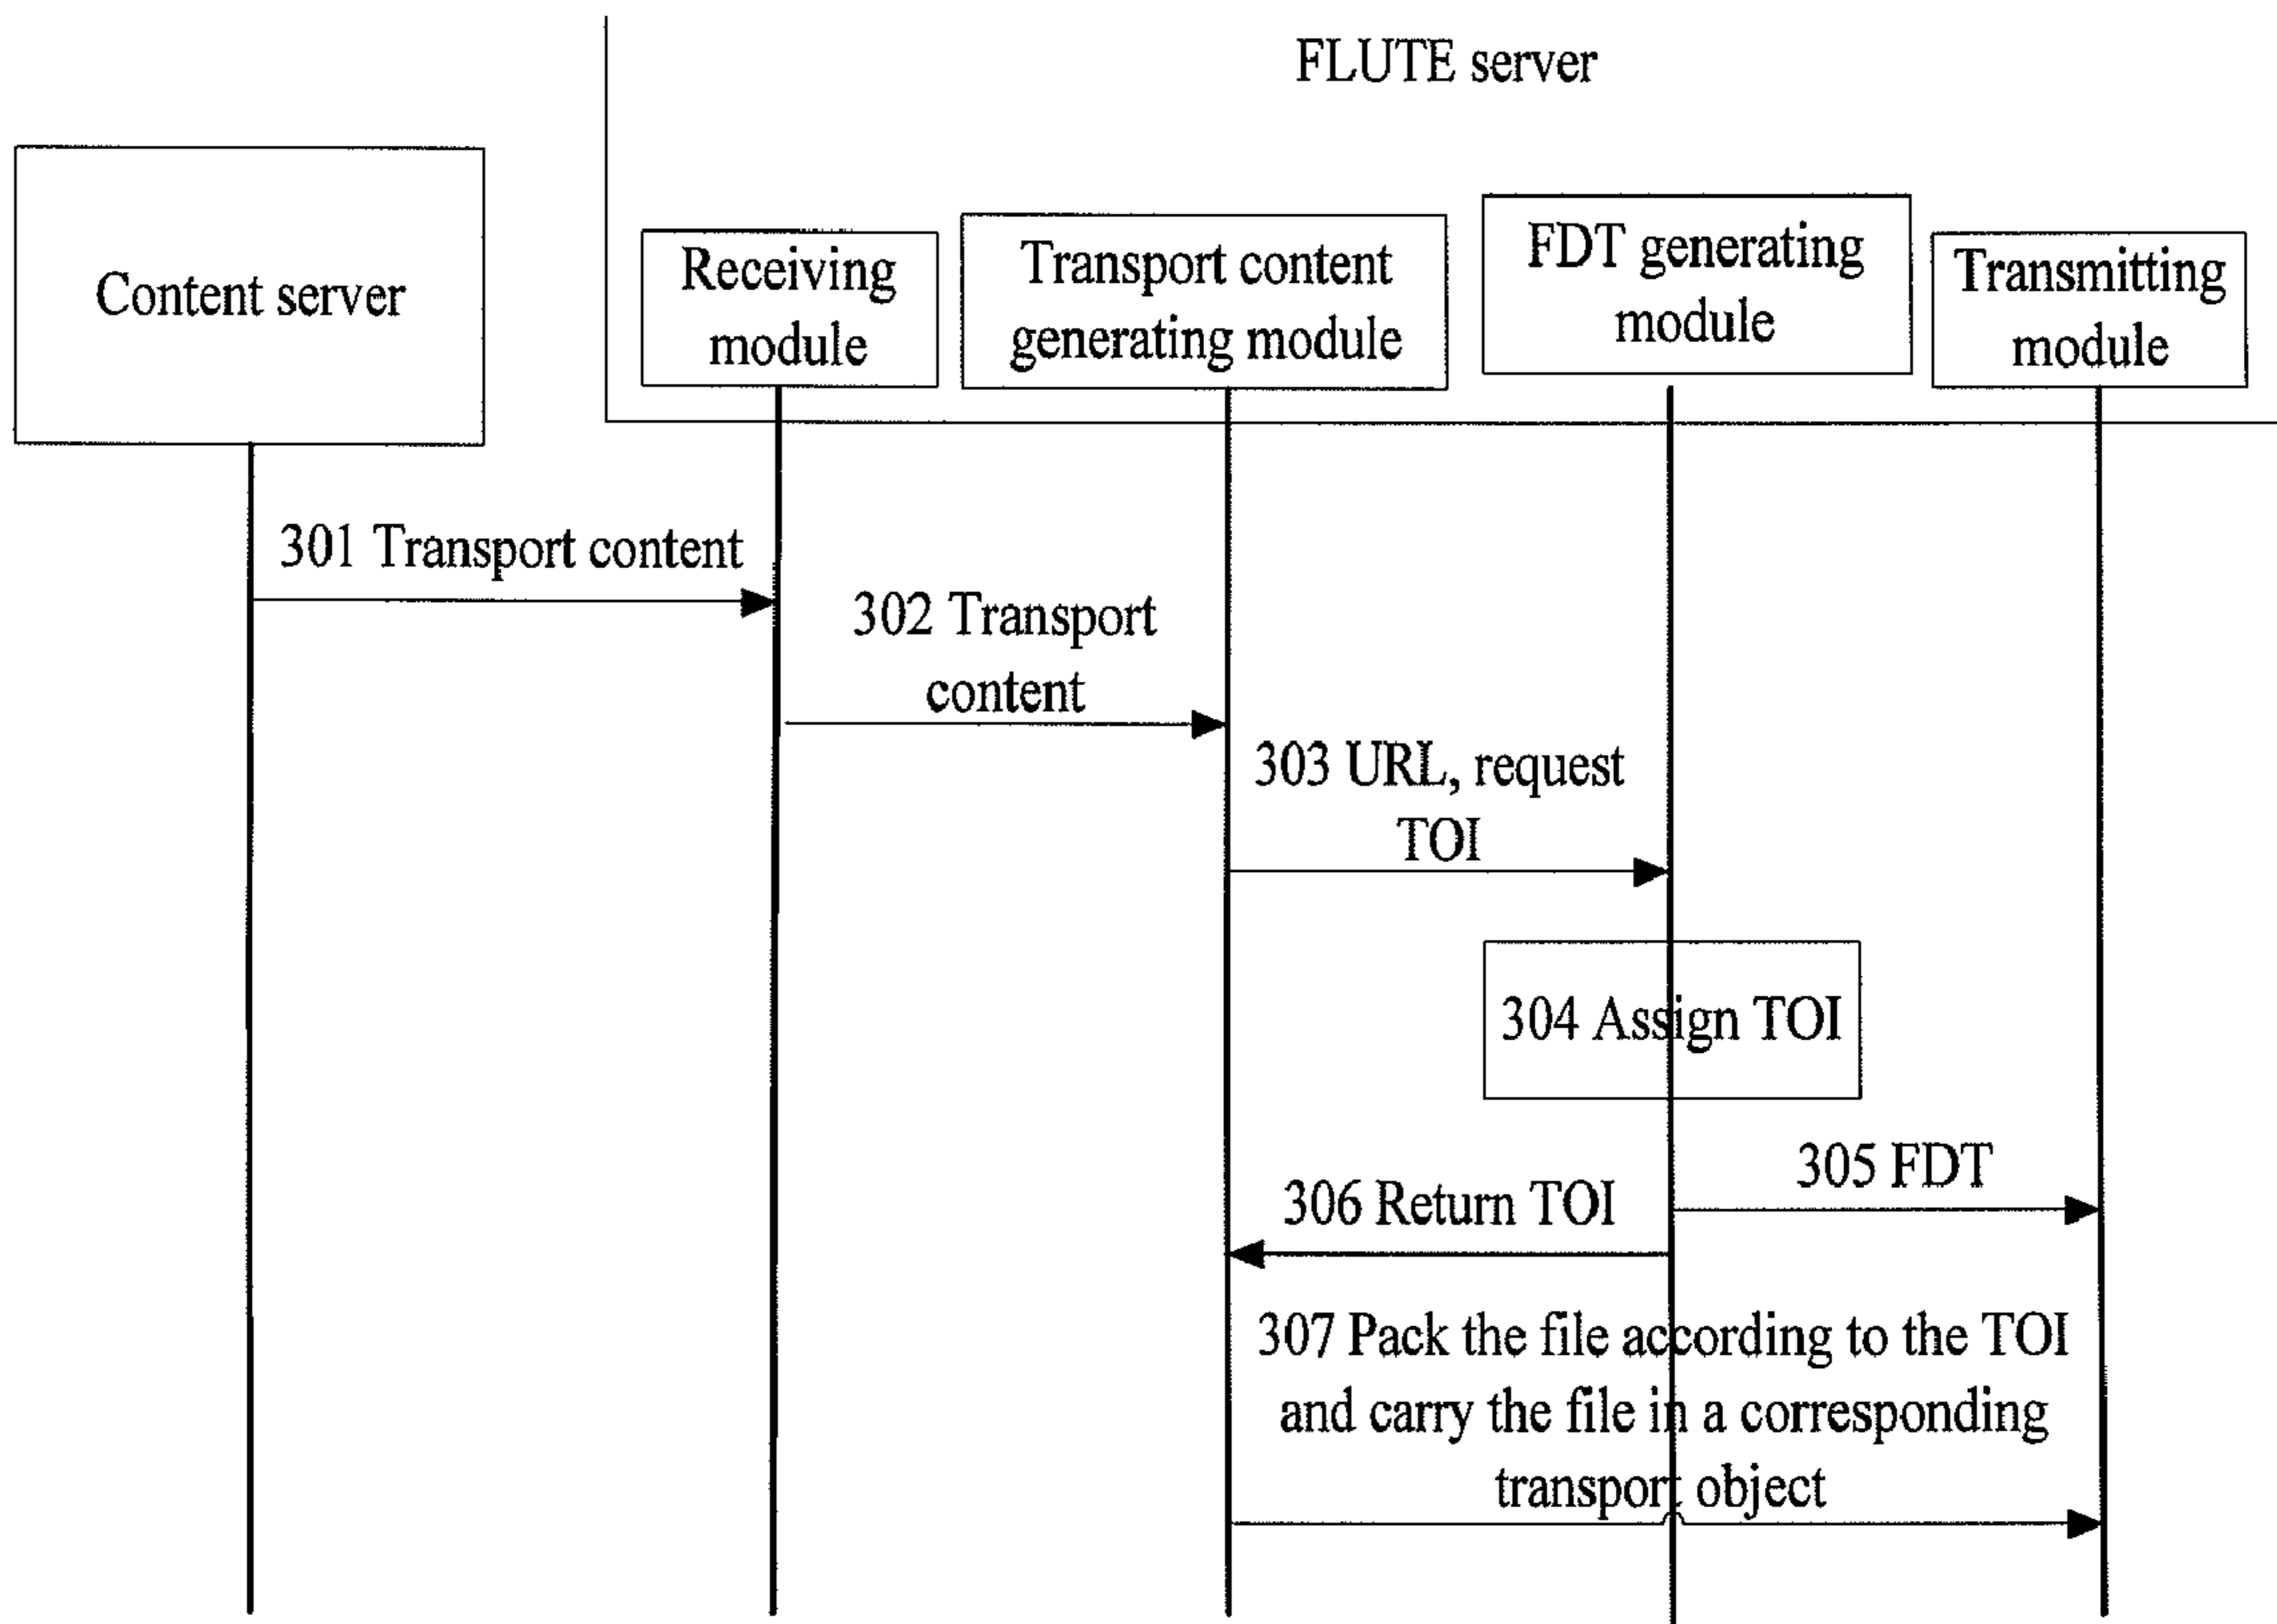 FLUTE server
Content server
Receiving
module
Transport content
generating module
FDT generating
module
Transmitting
module
301 Transport content
302 Transport
content
303 URL, request
TOI
304 Assign TOI
305 FDT
306 Return TOI
307 Pack the file according to the TOI
and carry the file in a corresponding
transport object